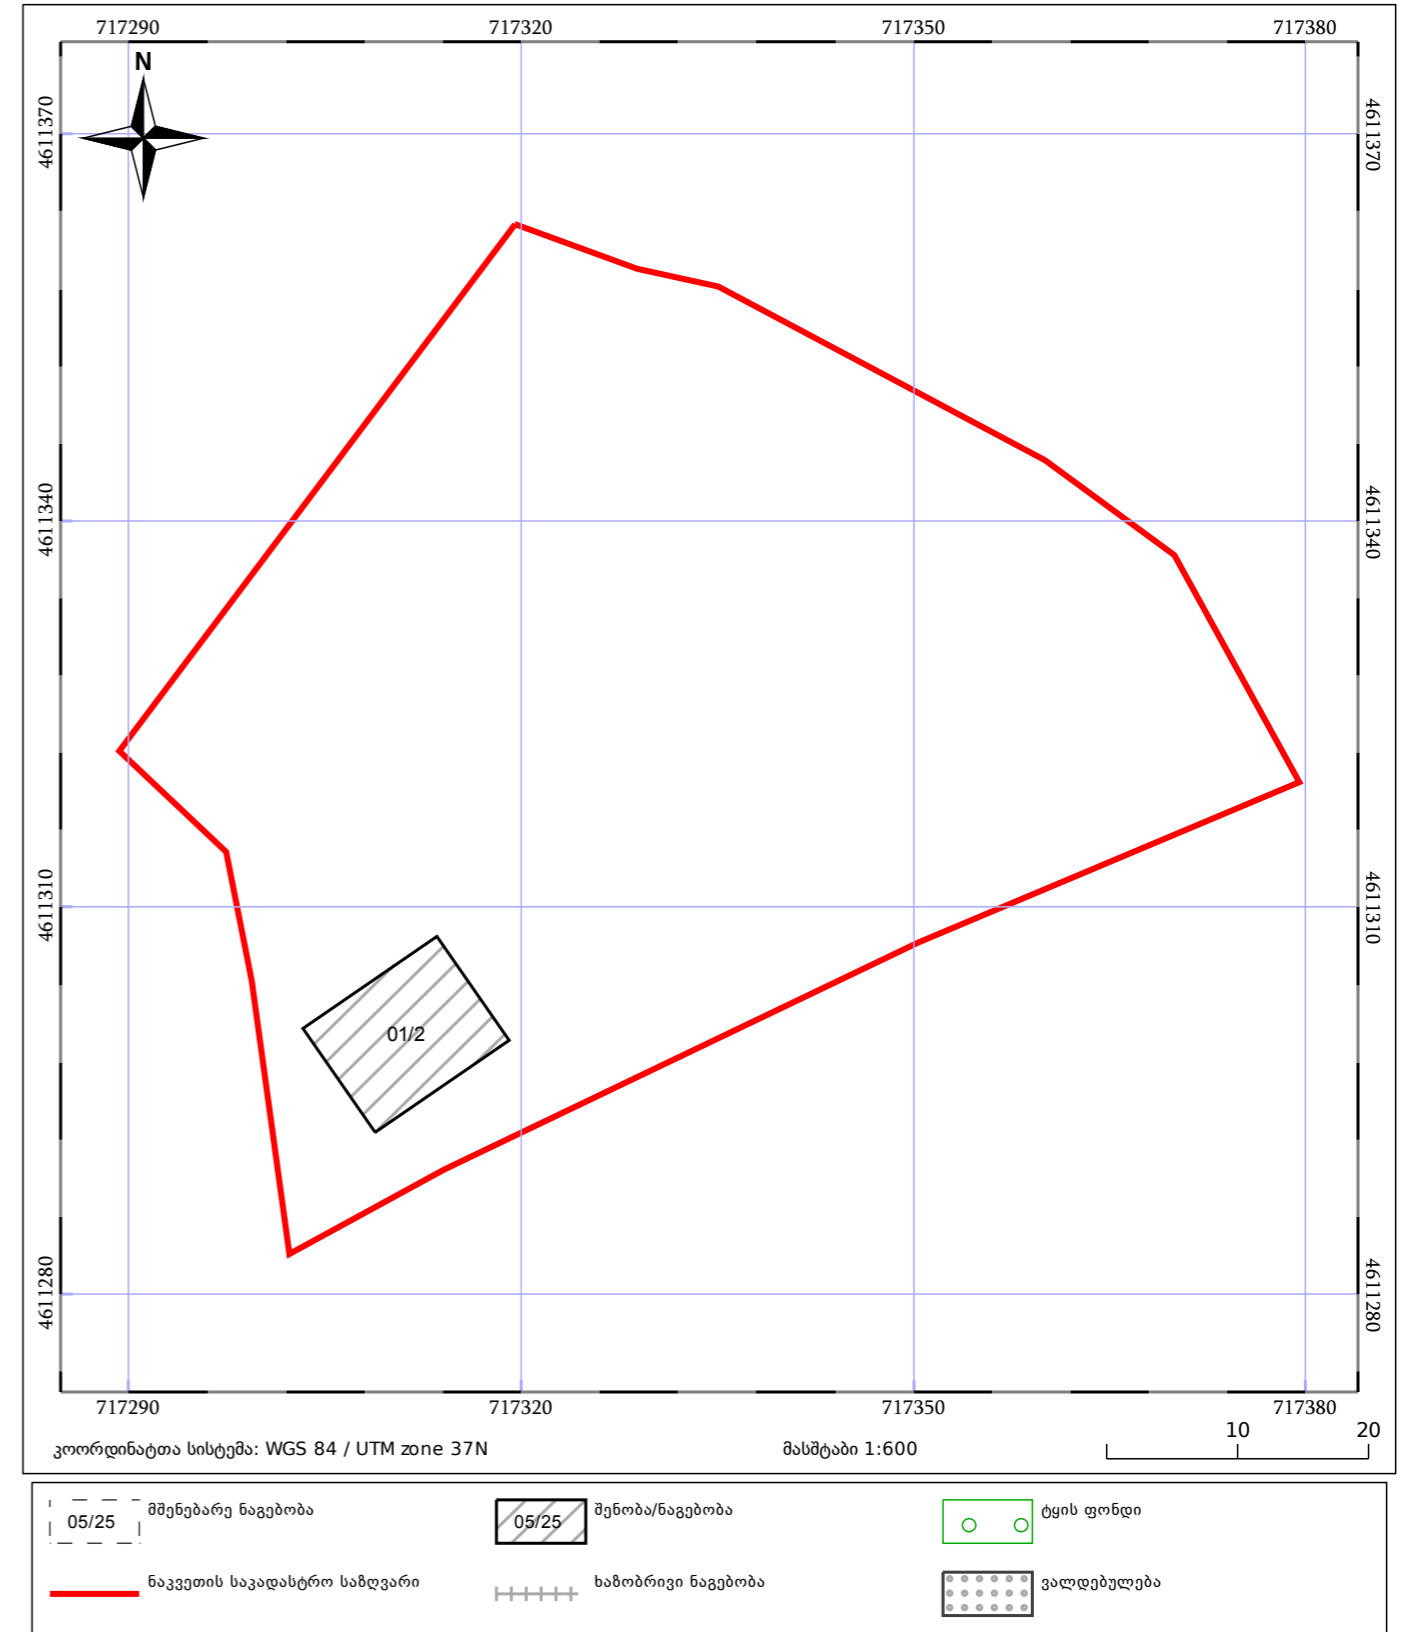 717290 717320 717350 717380
N
4611370 4611370
4611340 4611340
4611310 4611310
01/2
4611280 4611280
717290 717320 717350 717380
კოორდინატთა სისტემა: WGS 84 / UTM zone 37N მასშტაბი 1:600 10 20
05/25 მშენებარე ნაგებობა 05/25 შენობა/ნაგებობა ტყის ფონდი
ნაკვეთის საკადასტრო საზღვარი ხაზობრივი ნაგებობა ვალდებულება